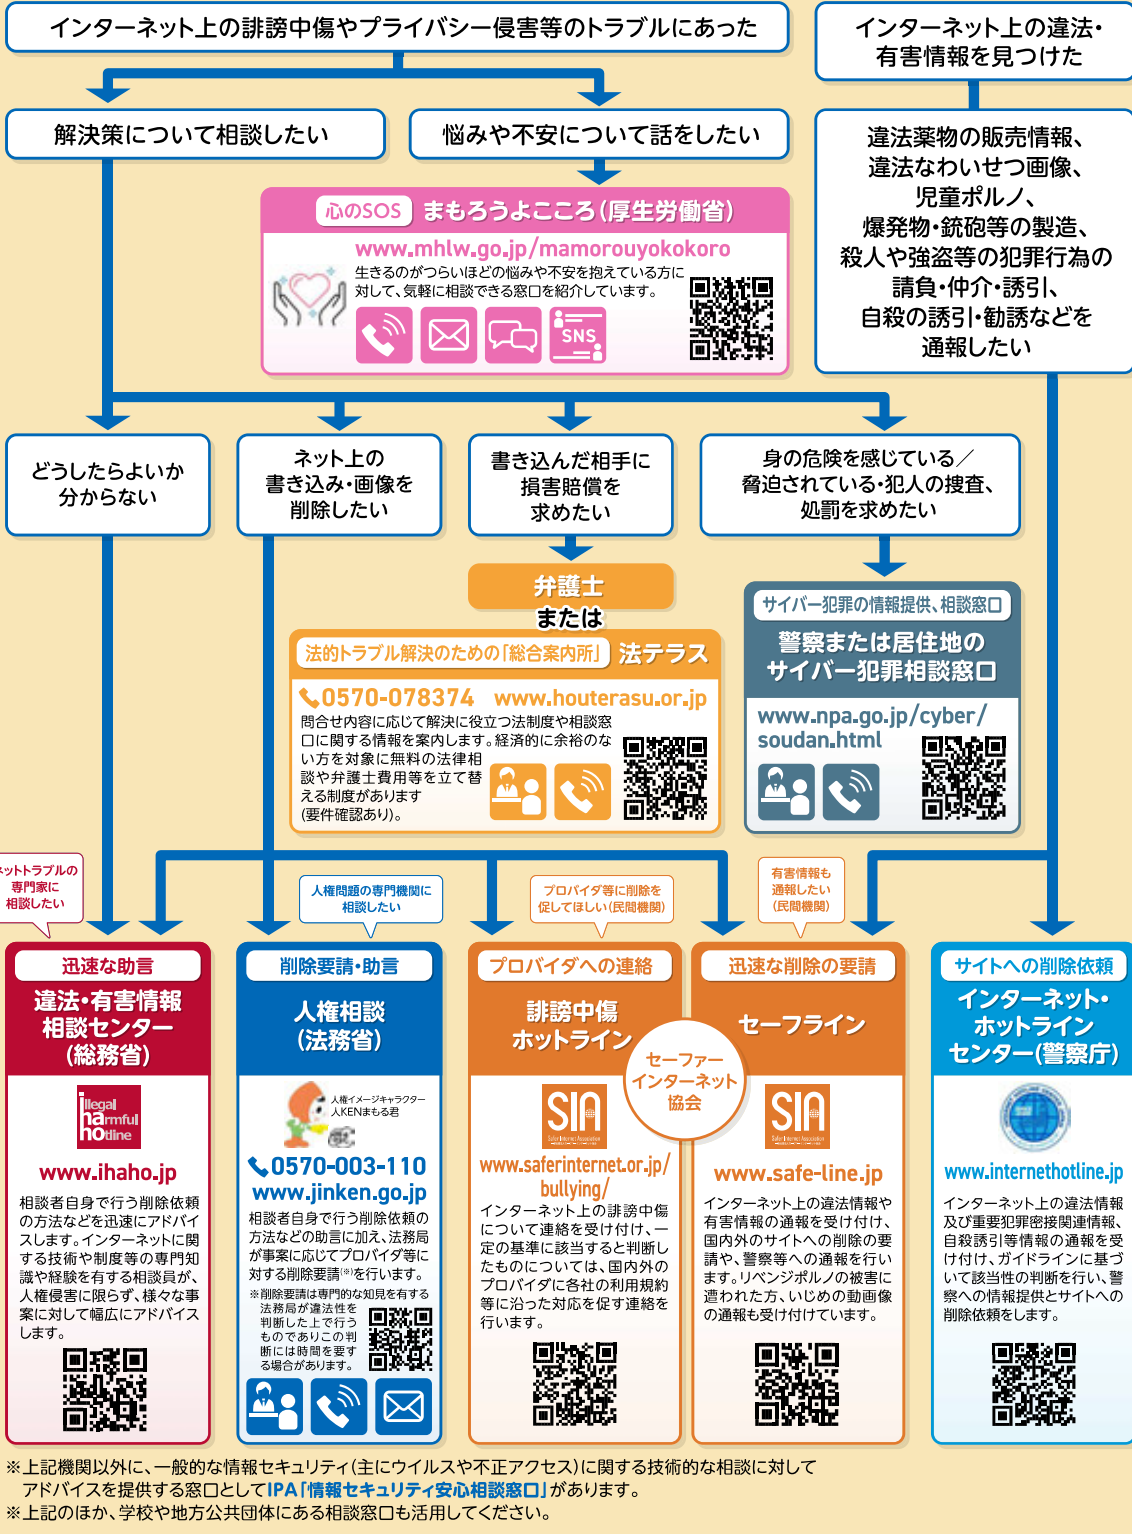 インターネット上の誹謗中傷やプライバシー侵害等のトラブルにあった
インターネット上の違法・
有害情報を見つけた
解決策について相談したい
悩みや不安について話をしたい
違法薬物の販売情報、
違法なわいせつ画像、
児童ポルノ、
爆発物・銃砲等の製造、
殺人や強盗等の犯罪行為の
請負・仲介・誘引、
自殺の誘引・勧誘などを
通報したい
心のSOS まもろうよこころ(厚生労働省)
www.mhlw.go.jp/mamorouyokokoro
生きるのがつらいほどの悩みや不安を抱えている方に
対して、気軽に相談できる窓口を紹介しています。
SNS
どうしたらよいか
分からない
ネット上の
書き込み・画像を
削除したい
書き込んだ相手に
損害賠償を
求めたい
身の危険を感じている／
脅迫されている・犯人の捜査、
処罰を求めたい
弁護士
または
法的トラブル解決のための「総合案内所」 法テラス
0570-078374 www.houterasu.or.jp
問合せ内容に応じて解決に役立つ法制度や相談窓
口に関する情報を案内します。経済的に余裕のな
い方を対象に無料の法律相
談や弁護士費用等を立て替
える制度があります
(要件確認あり)。
サイバー犯罪の情報提供、相談窓口
警察または居住地の
サイバー犯罪相談窓口
www.npa.go.jp/cyber/
soudan.html
ネットトラブルの
専門家に
相談したい
人権問題の専門機関に
相談したい
プロバイダ等に削除を
促してほしい(民間機関)
有害情報も
通報したい
(民間機関)
迅速な助言
違法・有害情報
相談センター
(総務省)
illegal
harmful
hotline
www.ihaho.jp
相談者自身で行う削除依頼
の方法などを迅速にアドバイ
スします。インターネットに関
する技術や制度等の専門知
識や経験を有する相談員が、
人権侵害に限らず、様々な事
案に対して幅広にアドバイス
します。
削除要請・助言
人権相談
(法務省)
人権イメージキャラクター
人KENまもる君
0570-003-110
www.jinken.go.jp
相談者自身で行う削除依頼の
方法などの助言に加え、法務局
が事案に応じてプロバイダ等に
対する削除要請(※)を行います。
※削除要請は専門的な知見を有する
法務局が違法性を
判断した上で行う
ものでありこの判
断には時間を要す
る場合があります。
プロバイダへの連絡
誹謗中傷
ホットライン
セーファー
インターネット
協会
SIA
Safer Internet Association
www.saferinternet.or.jp/
bullying/
インターネット上の誹謗中傷
について連絡を受け付け、一
定の基準に該当すると判断し
たものについては、国内外の
プロバイダに各社の利用規約
等に沿った対応を促す連絡を
行います。
迅速な削除の要請
セーフライン
SIA
Safer Internet Association
www.safe-line.jp
インターネット上の違法情報や
有害情報の通報を受け付け、
国内外のサイトへの削除の要
請や、警察等への通報を行い
ます。リベンジポルノの被害に
遭われた方、いじめの動画像
の通報も受け付けています。
サイトへの削除依頼
インターネット・
ホットライン
センター(警察庁)
www.internethotline.jp
インターネット上の違法情報
及び重要犯罪密接関連情報、
自殺誘引等情報の通報を受
け付け、ガイドラインに基づ
いて該当性の判断を行い、警
察への情報提供とサイトへの
削除依頼をします。
※上記機関以外に、一般的な情報セキュリティ(主にウイルスや不正アクセス)に関する技術的な相談に対して
アドバイスを提供する窓口としてIPA「情報セキュリティ安心相談窓口」があります。
※上記のほか、学校や地方公共団体にある相談窓口も活用してください。